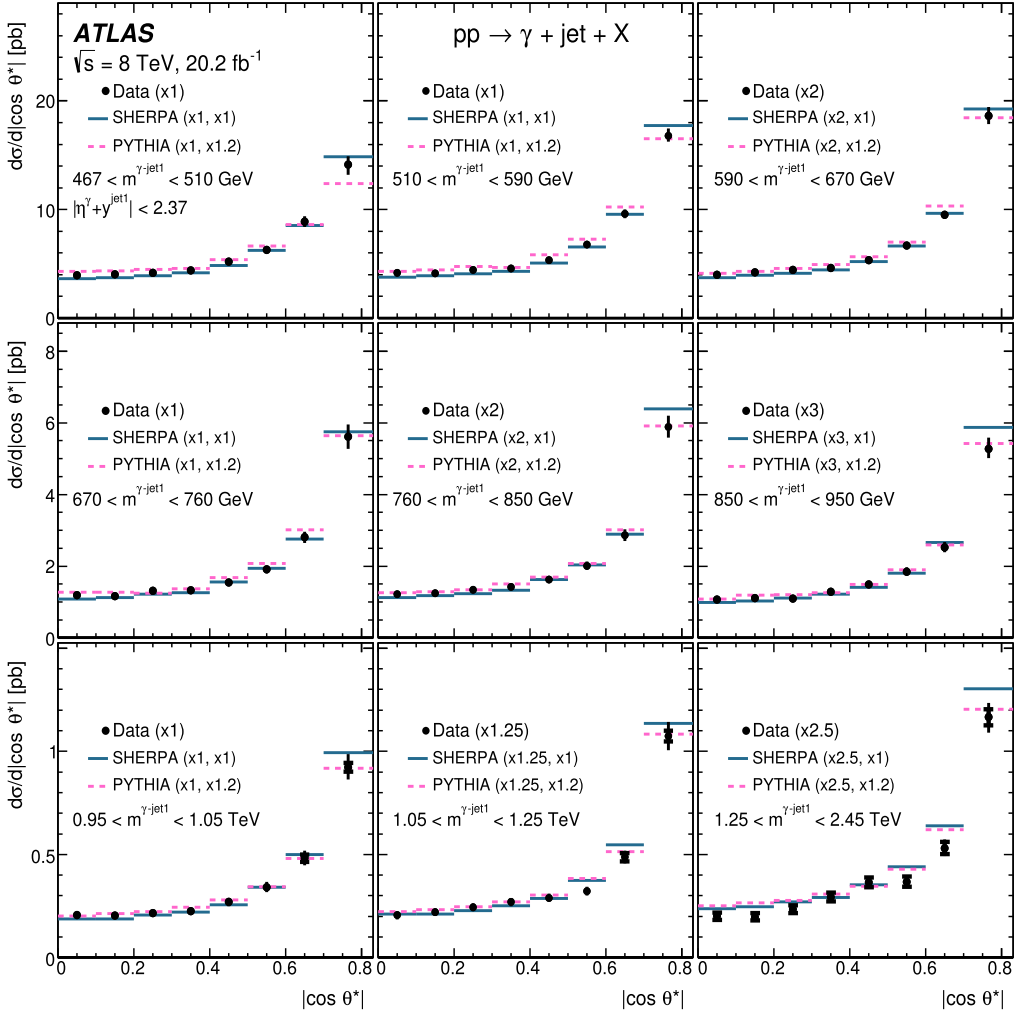 ATLAS
√s = 8 TeV, 20.2 fb⁻¹
pp → γ + jet + X
dσ/d|cos θ*| [pb]
20
10
0
Data (x1)
SHERPA (x1, x1)
PYTHIA (x1, x1.2)
467 < m^γ-jet1 < 510 GeV
|η^γ+y^jet1| < 2.37
Data (x1)
SHERPA (x1, x1)
PYTHIA (x1, x1.2)
510 < m^γ-jet1 < 590 GeV
Data (x2)
SHERPA (x2, x1)
PYTHIA (x2, x1.2)
590 < m^γ-jet1 < 670 GeV
dσ/d|cos θ*| [pb]
8
6
4
2
0
Data (x1)
SHERPA (x1, x1)
PYTHIA (x1, x1.2)
670 < m^γ-jet1 < 760 GeV
Data (x2)
SHERPA (x2, x1)
PYTHIA (x2, x1.2)
760 < m^γ-jet1 < 850 GeV
Data (x3)
SHERPA (x3, x1)
PYTHIA (x3, x1.2)
850 < m^γ-jet1 < 950 GeV
dσ/d|cos θ*| [pb]
1
0.5
0
Data (x1)
SHERPA (x1, x1)
PYTHIA (x1, x1.2)
0.95 < m^γ-jet1 < 1.05 TeV
Data (x1.25)
SHERPA (x1.25, x1)
PYTHIA (x1.25, x1.2)
1.05 < m^γ-jet1 < 1.25 TeV
Data (x2.5)
SHERPA (x2.5, x1)
PYTHIA (x2.5, x1.2)
1.25 < m^γ-jet1 < 2.45 TeV
0 0.2 0.4 0.6 0.8
0 0.2 0.4 0.6 0.8
0 0.2 0.4 0.6 0.8
|cos θ*|
|cos θ*|
|cos θ*|